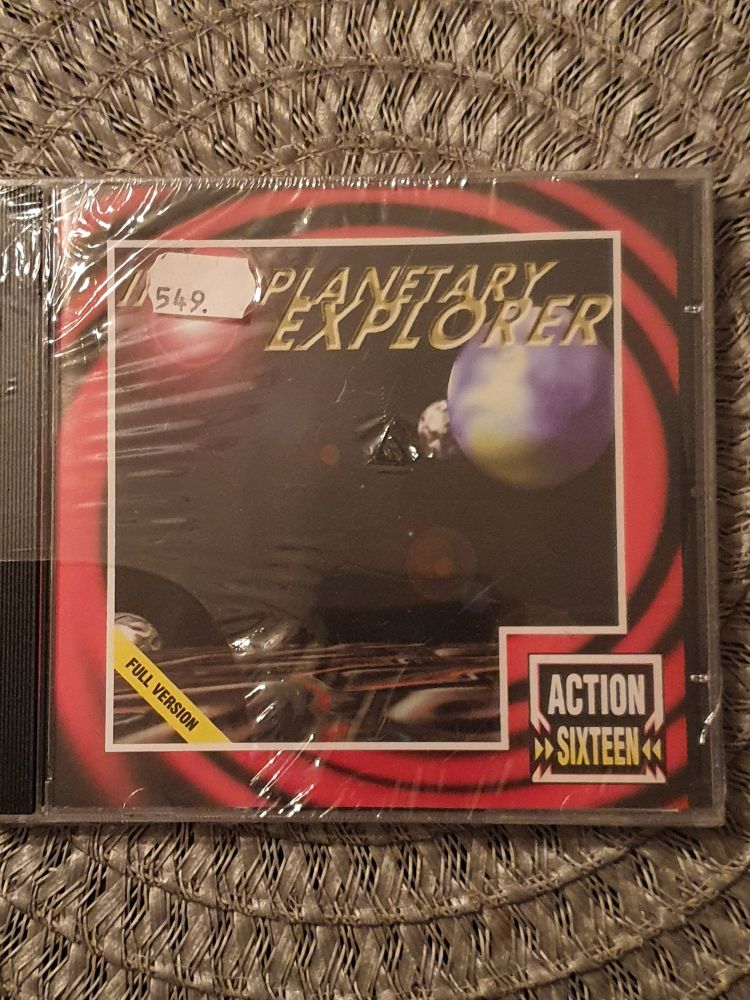 549.
PLANETARY
EXPLORER
FULL VERSION
ACTION
SIXTEEN